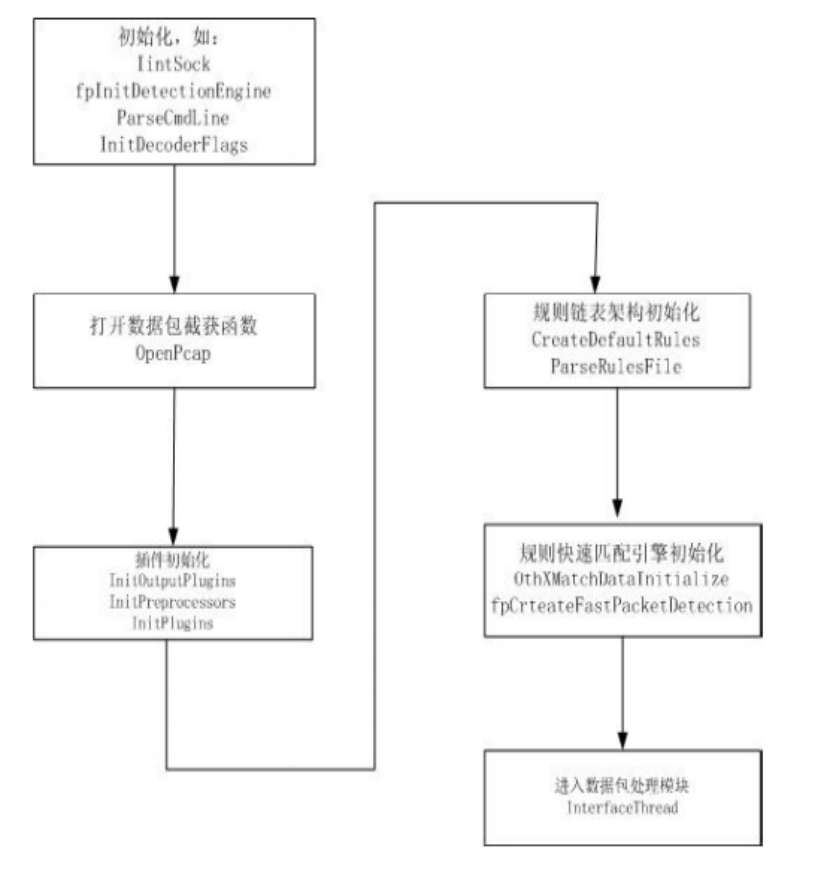 初始化，如：
IintSock
fpInitDetectionEngine
ParseCmdLine
InitDecoderFlags
打开数据包截获函数
OpenPcap
插件初始化
InitOutputPlugins
InitPreprocessors
InitPlugins
规则链表架构初始化
CreateDefaultRules
ParseRulesFile
规则快速匹配引擎初始化
OthXMatchDataInitialize
fpCrteateFastPacketDetection
进入数据包处理模块
InterfaceThread